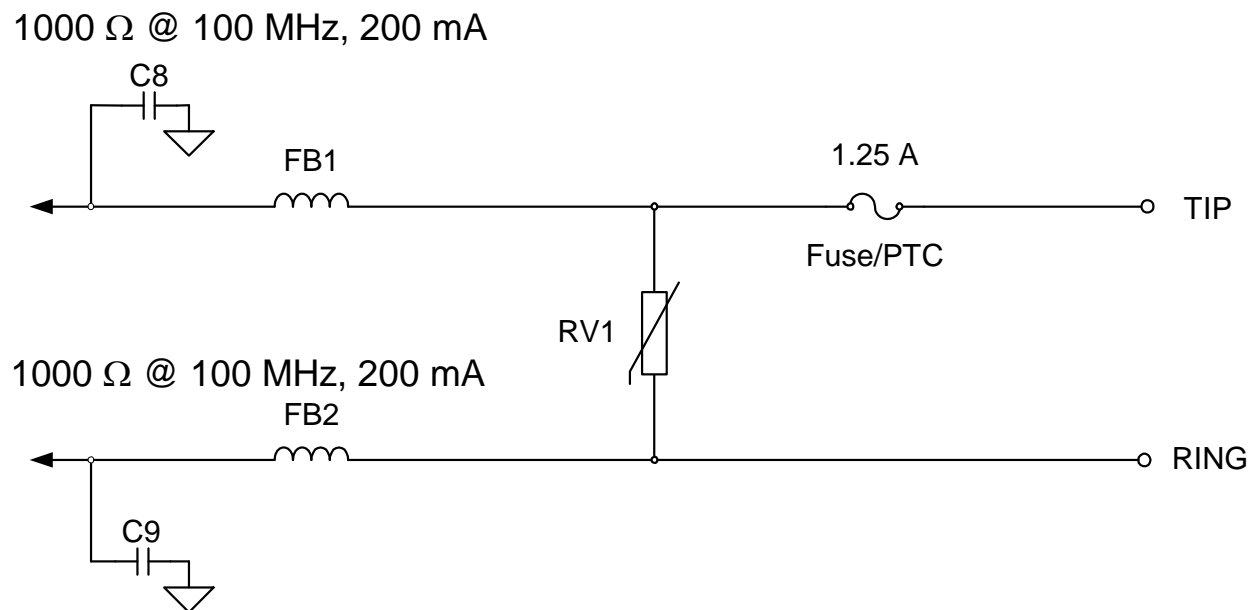 1000 Ω @ 100 MHz, 200 mA
C8
FB1
1.25 A
TIP
Fuse/PTC
RV1
1000 Ω @ 100 MHz, 200 mA
FB2
RING
C9